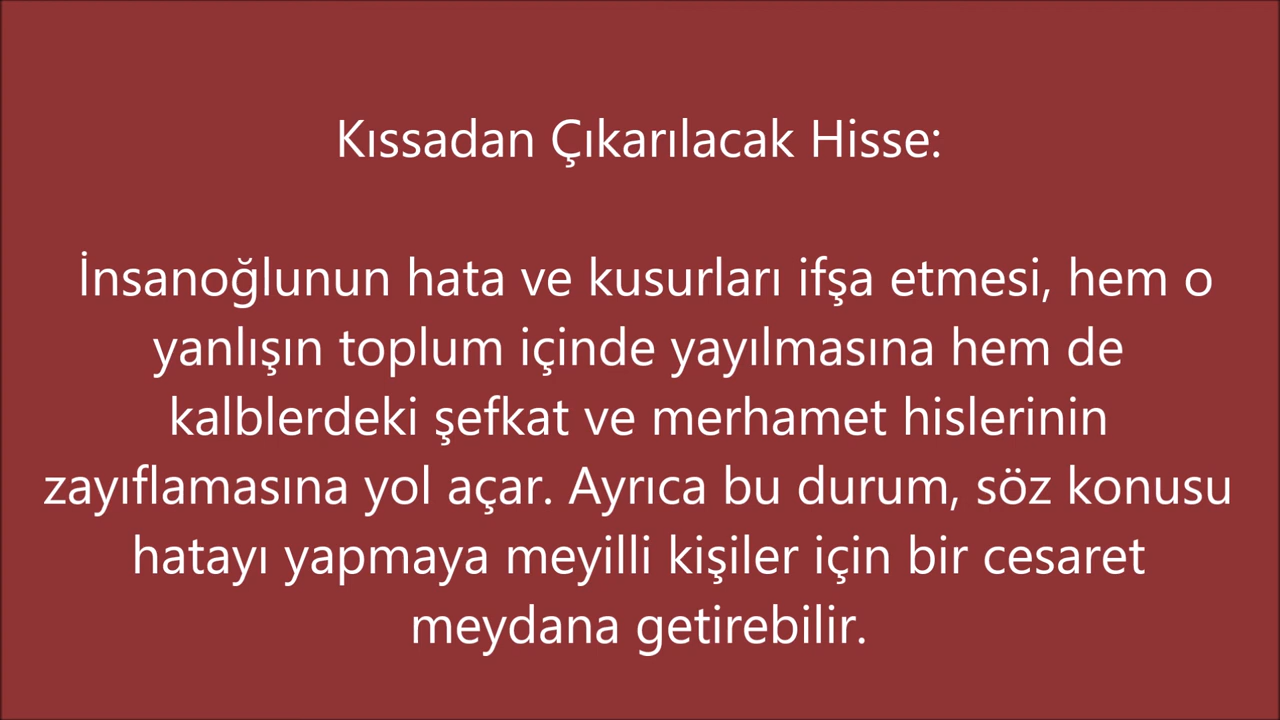 Kıssadan Çıkarılacak Hisse:
İnsanoğlunun hata ve kusurları ifşa etmesi, hem o
yanlışın toplum içinde yayılmasına hem de
kalblerdeki şefkat ve merhamet hislerinin
zayıflamasına yol açar. Ayrıca bu durum, söz konusu
hatayı yapmaya meyilli kişiler için bir cesaret
meydana getirebilir.